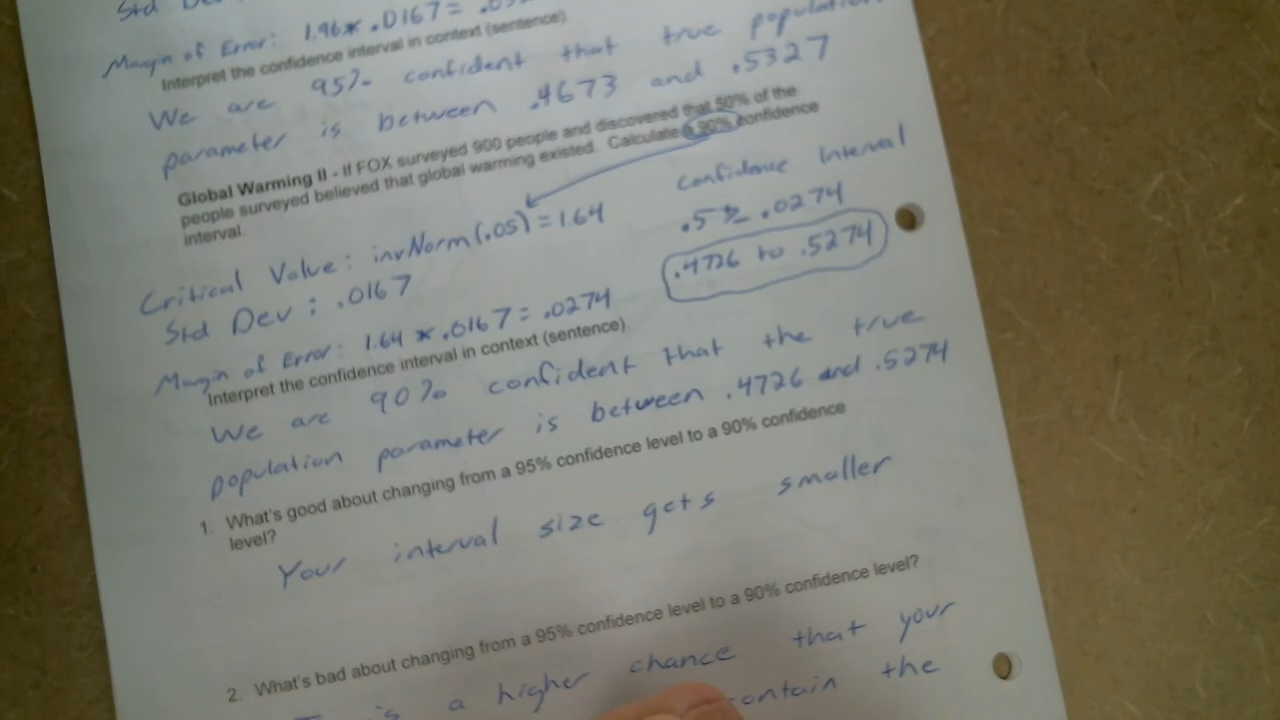 Std Dev
Margin of Error: 1.96 * .0167 =
Interpret the confidence interval in context (sentence)
We are 95% confident that true population
parameter is between .4673 and .5327
Global Warming II - If FOX surveyed 900 people and discovered that 50% of the
people surveyed believed that global warming existed. Calculate a 90% confidence
interval.
Confidence Interval
Critical Value: invNorm(.05) = 1.64
.5 ± .0274
Std Dev: .0167
.4726 to .5274
Margin of Error: 1.64 * .0167 = .0274
Interpret the confidence interval in context (sentence)
We are 90% confident that the true
population parameter is between .4726 and .5274
1. What's good about changing from a 95% confidence level to a 90% confidence
level?
Your interval size gets smaller
2. What's bad about changing from a 95% confidence level to a 90% confidence level?
a higher chance that your
contain the